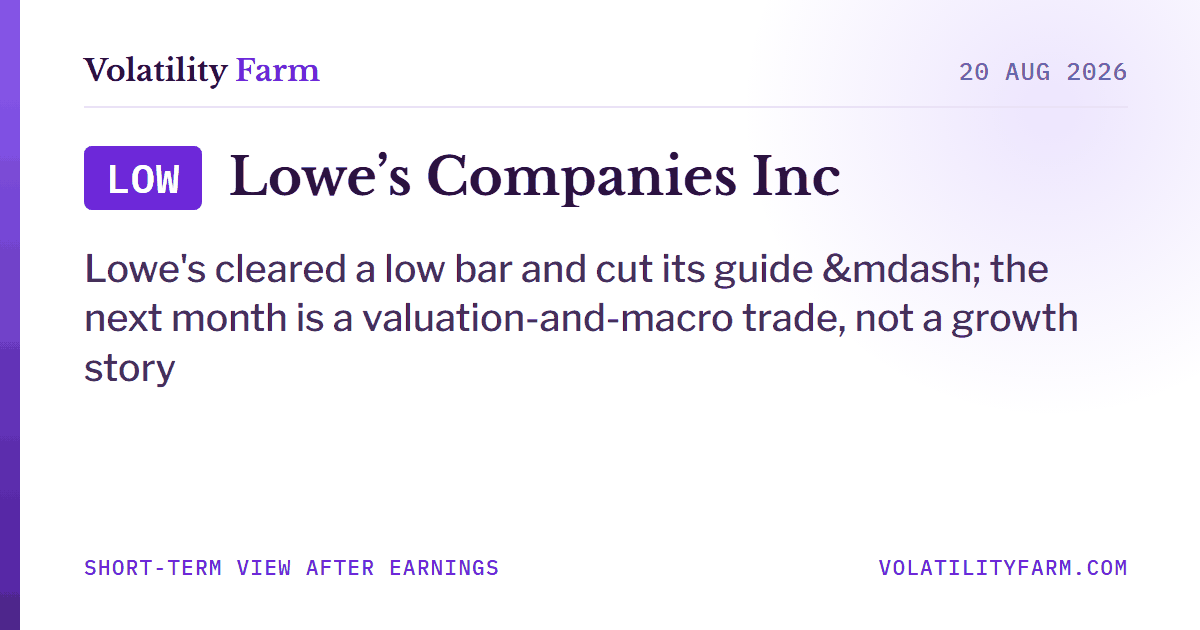 Volatility Farm
20 AUG 2026
LOW
Lowe’s Companies Inc
Lowe's cleared a low bar and cut its guide &mdash; the
next month is a valuation-and-macro trade, not a growth
story
SHORT-TERM VIEW AFTER EARNINGS
VOLATILITYFARM.COM